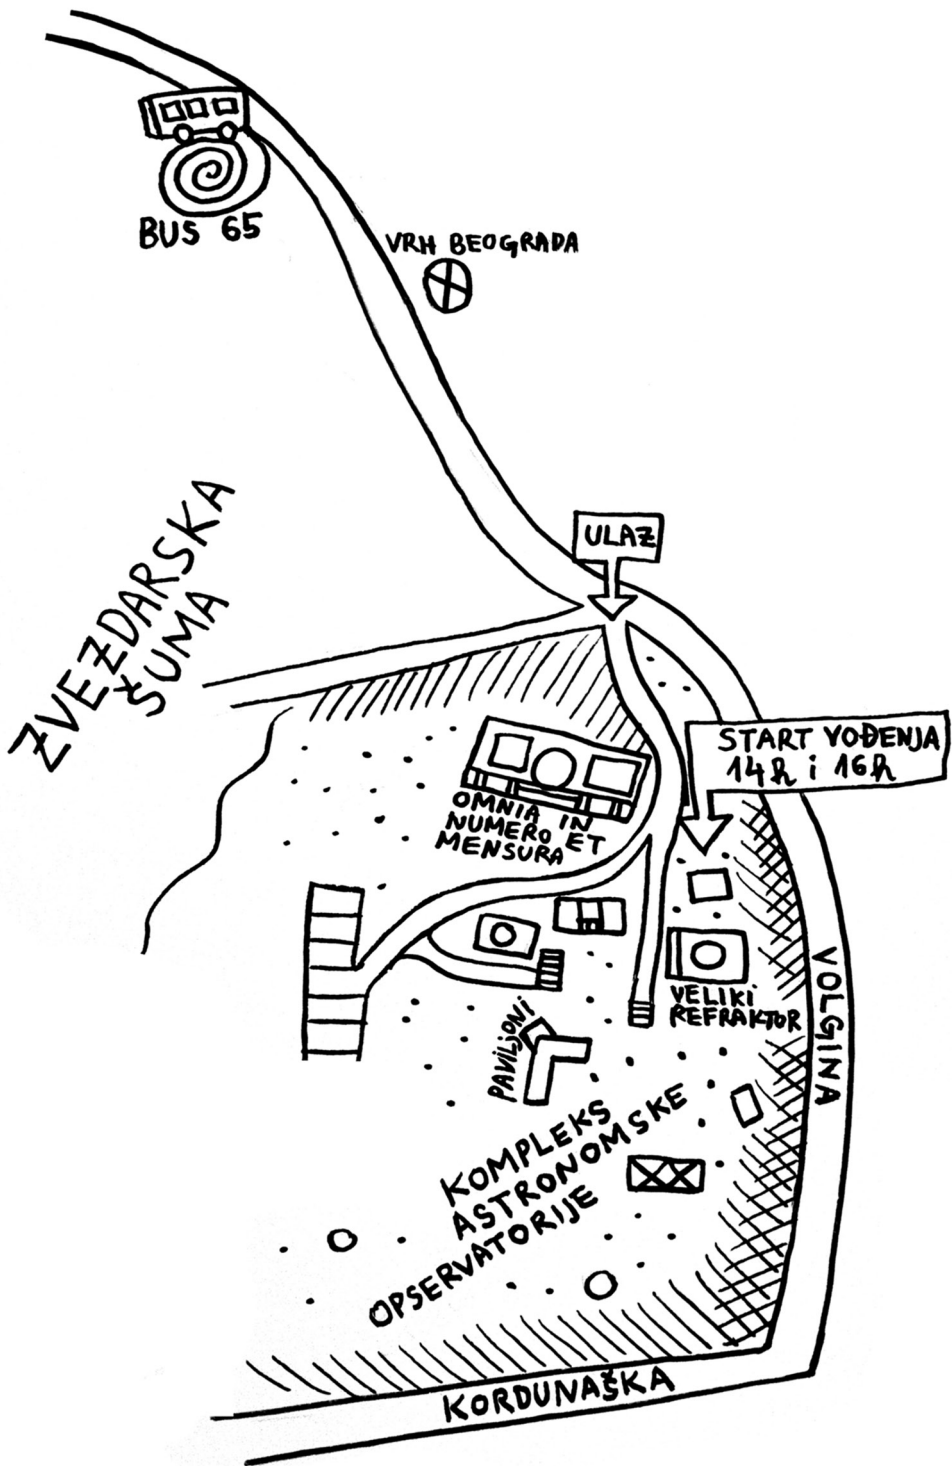 BUS 65
VRH BEOGRADA
ULAZ
ZVEZDARSKA
ŠUMA
START VOĐENJA
14h i 16h
OMNIA IN
NUMERO ET
MENSURA
VELIKI
REFRAKTOR
VOLGINA
PAVILJONI
KOMPLEKS
ASTRONOMSKE
OPSERVATORIJE
KORDUNAŠKA